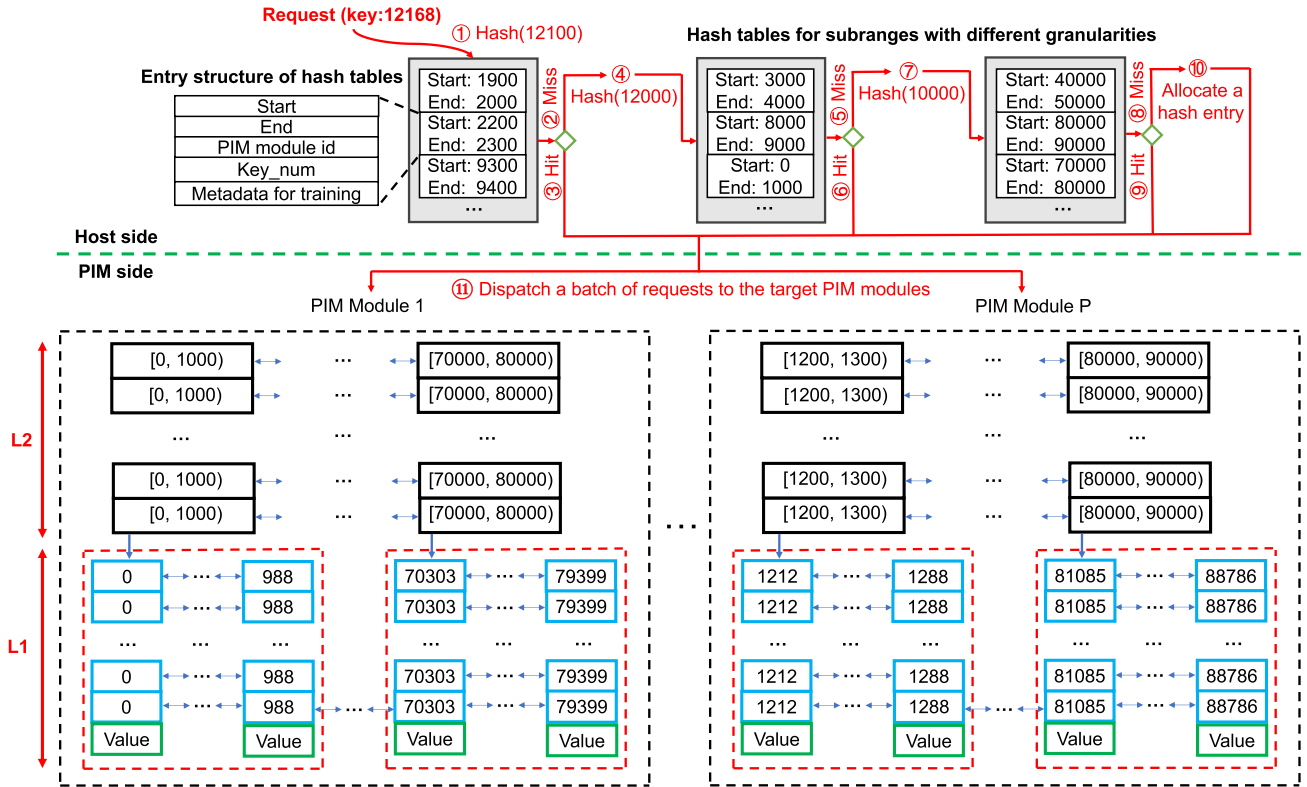 Request (key:12168)
① Hash(12100)
Hash tables for subranges with different granularities
Entry structure of hash tables
Start
End
PIM module id
Key_num
Metadata for training
Start: 1900
End: 2000
Start: 2200
End: 2300
Start: 9300
End: 9400
...
② Miss
③ Hit
④
Hash(12000)
Start: 3000
End: 4000
Start: 8000
End: 9000
Start: 0
End: 1000
...
⑤ Miss
⑥ Hit
⑦
Hash(10000)
Start: 40000
End: 50000
Start: 80000
End: 90000
Start: 70000
End: 80000
...
⑧ Miss
⑨ Hit
⑩
Allocate a
hash entry
Host side
PIM side
⑪ Dispatch a batch of requests to the target PIM modules
PIM Module 1
PIM Module P
L2
[0, 1000) ... [70000, 80000)
[0, 1000) ... [70000, 80000)
... ... ...
[0, 1000) ... [70000, 80000)
[0, 1000) ... [70000, 80000)
...
[1200, 1300) ... [80000, 90000)
[1200, 1300) ... [80000, 90000)
... ... ...
[1200, 1300) ... [80000, 90000)
[1200, 1300) ... [80000, 90000)
L1
0 ... 988
0 ... 988
... ... ...
0 ... 988
0 ... 988
Value Value
...
70303 ... 79399
70303 ... 79399
... ... ...
70303 ... 79399
70303 ... 79399
Value Value
1212 ... 1288
1212 ... 1288
... ... ...
1212 ... 1288
1212 ... 1288
Value Value
...
81085 ... 88786
81085 ... 88786
... ... ...
81085 ... 88786
81085 ... 88786
Value Value